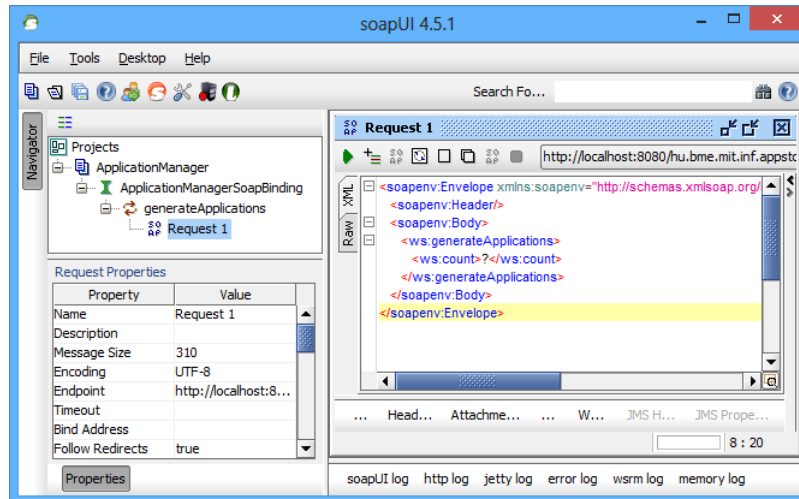 soapUI 4.5.1
File Tools Desktop Help
Search Fo...
Navigator
Projects
ApplicationManager
ApplicationManagerSoapBinding
generateApplications
Request 1
Request Properties
Property Value
Name Request 1
Description
Message Size 310
Encoding UTF-8
Endpoint http://localhost:8...
Timeout
Bind Address
Follow Redirects true
Properties
Request 1
http://localhost:8080/hu.bme.mit.inf.appsto
XML
Raw
<soapenv:Envelope xmlns:soapenv="http://schemas.xmlsoap.org/
<soapenv:Header/>
<soapenv:Body>
<ws:generateApplications>
<ws:count>?</ws:count>
</ws:generateApplications>
</soapenv:Body>
</soapenv:Envelope>
... Head... Attachme... ... W... JMS H... JMS Prope...
8 : 20
soapUI log http log jetty log error log wsrm log memory log